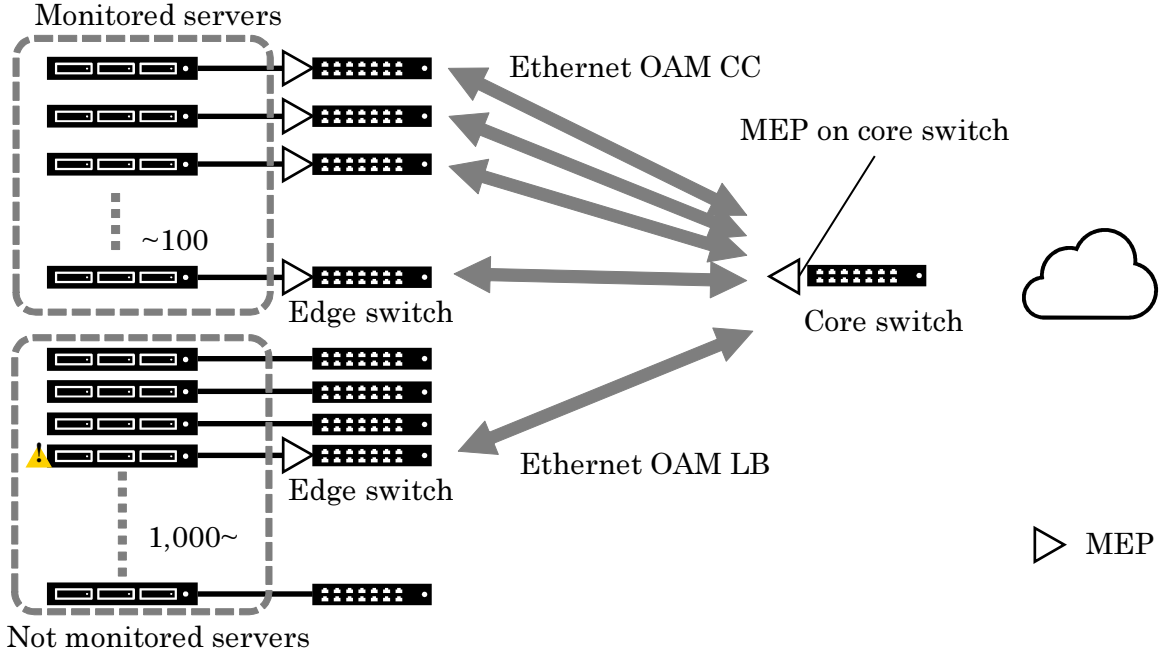 Monitored servers
Ethernet OAM CC
MEP on core switch
~100
Edge switch
Core switch
Ethernet OAM LB
Edge switch
1,000~
MEP
Not monitored servers